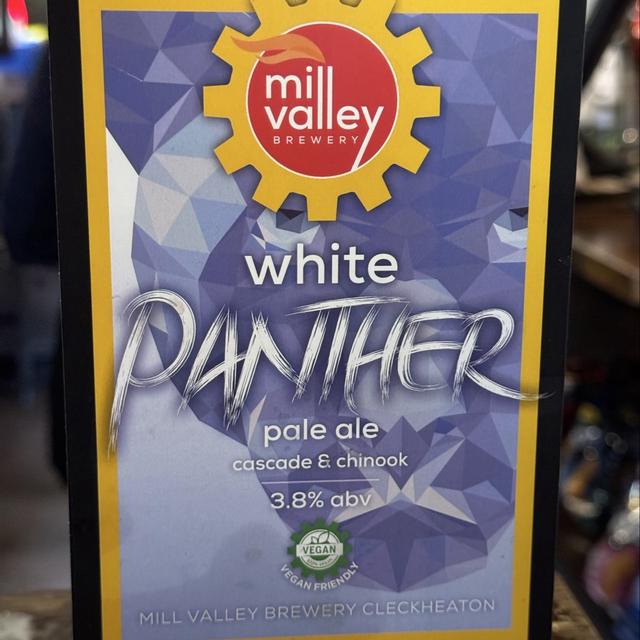 mill
valley
BREWERY
white
PANTHER
pale ale
cascade & chinook
3.8% abv
VEGAN
VEGAN FRIENDLY
MILL VALLEY BREWERY CLECKHEATON